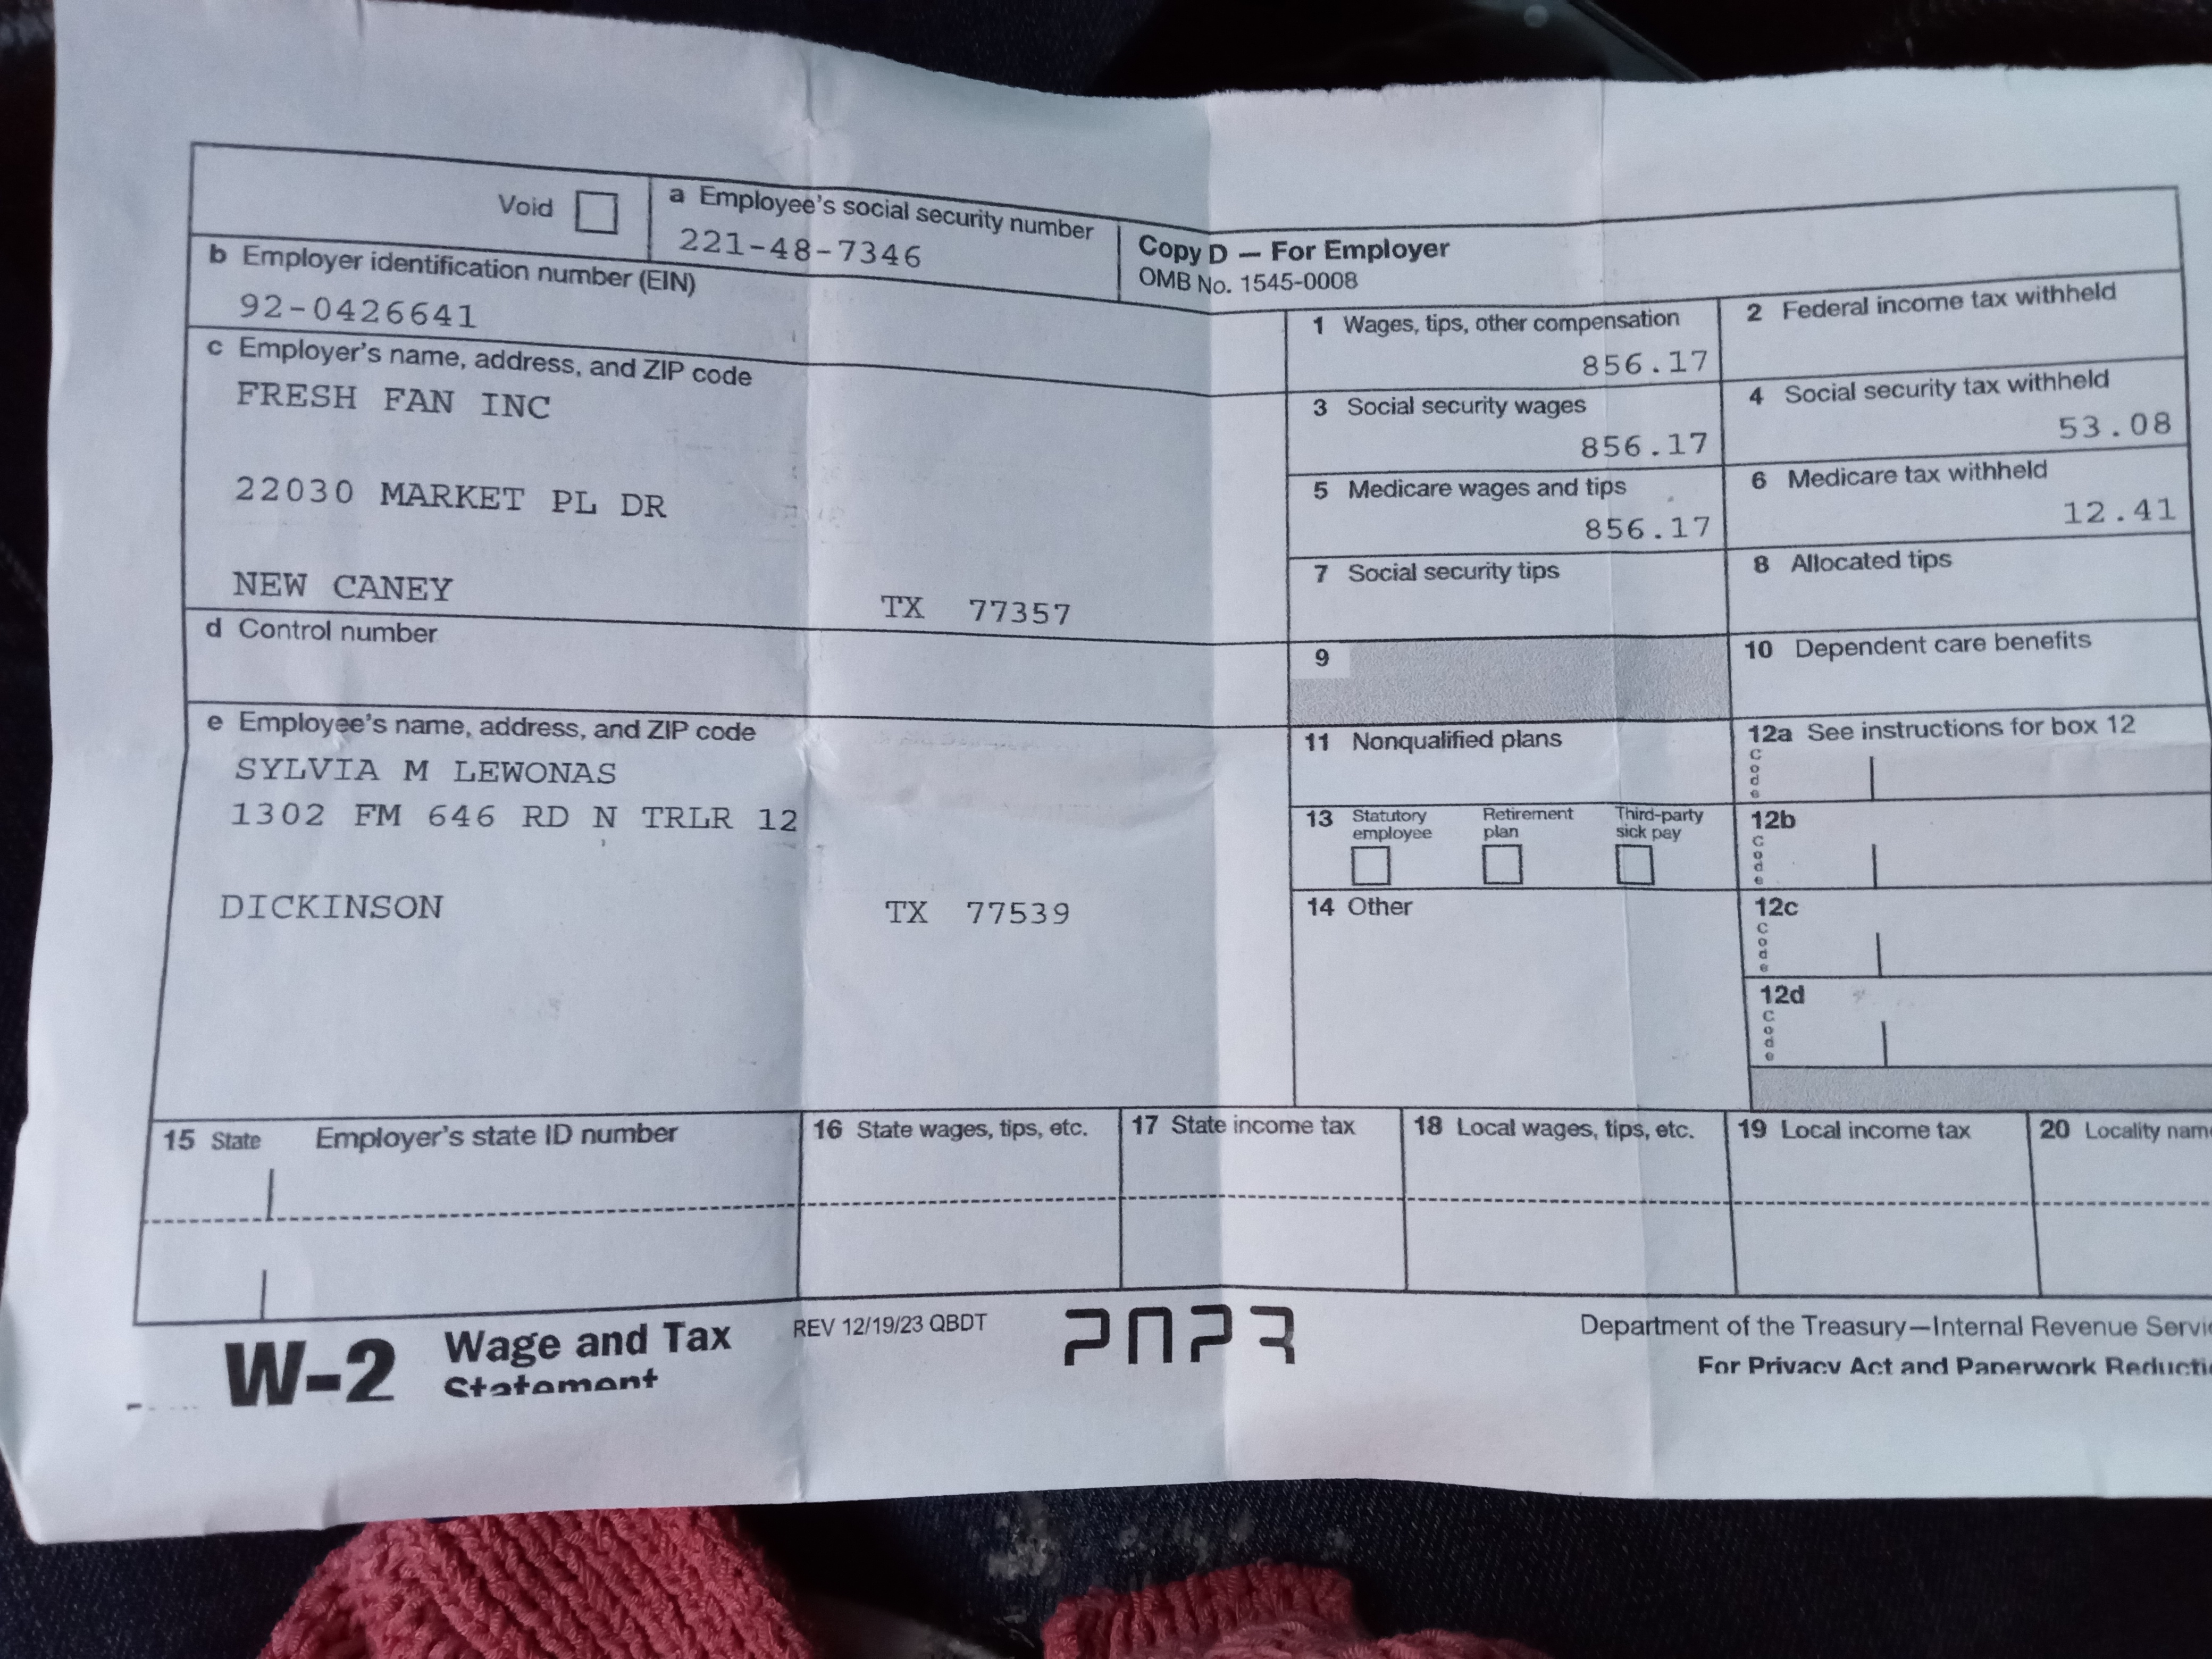 Void
a Employee's social security number
221-48-7346
Copy D — For Employer
OMB No. 1545-0008
b Employer identification number (EIN)
92-0426641
1 Wages, tips, other compensation
856.17
2 Federal income tax withheld
c Employer's name, address, and ZIP code
FRESH FAN INC
22030 MARKET PL DR
NEW CANEY TX 77357
3 Social security wages
856.17
4 Social security tax withheld
53.08
5 Medicare wages and tips
856.17
6 Medicare tax withheld
12.41
7 Social security tips
8 Allocated tips
d Control number
9
10 Dependent care benefits
e Employee's name, address, and ZIP code
SYLVIA M LEWONAS
1302 FM 646 RD N TRLR 12
DICKINSON TX 77539
11 Nonqualified plans
12a See instructions for box 12
Code
13 Statutory employee
Retirement plan
Third-party sick pay
12b
Code
14 Other
12c
Code
12d
Code
15 State Employer's state ID number
16 State wages, tips, etc.
17 State income tax
18 Local wages, tips, etc.
19 Local income tax
20 Locality
W-2 Wage and Tax
Statement
REV 12/19/23 QBDT
Department of the Treasury—Internal Revenue
For Privacy Act and Paperwork